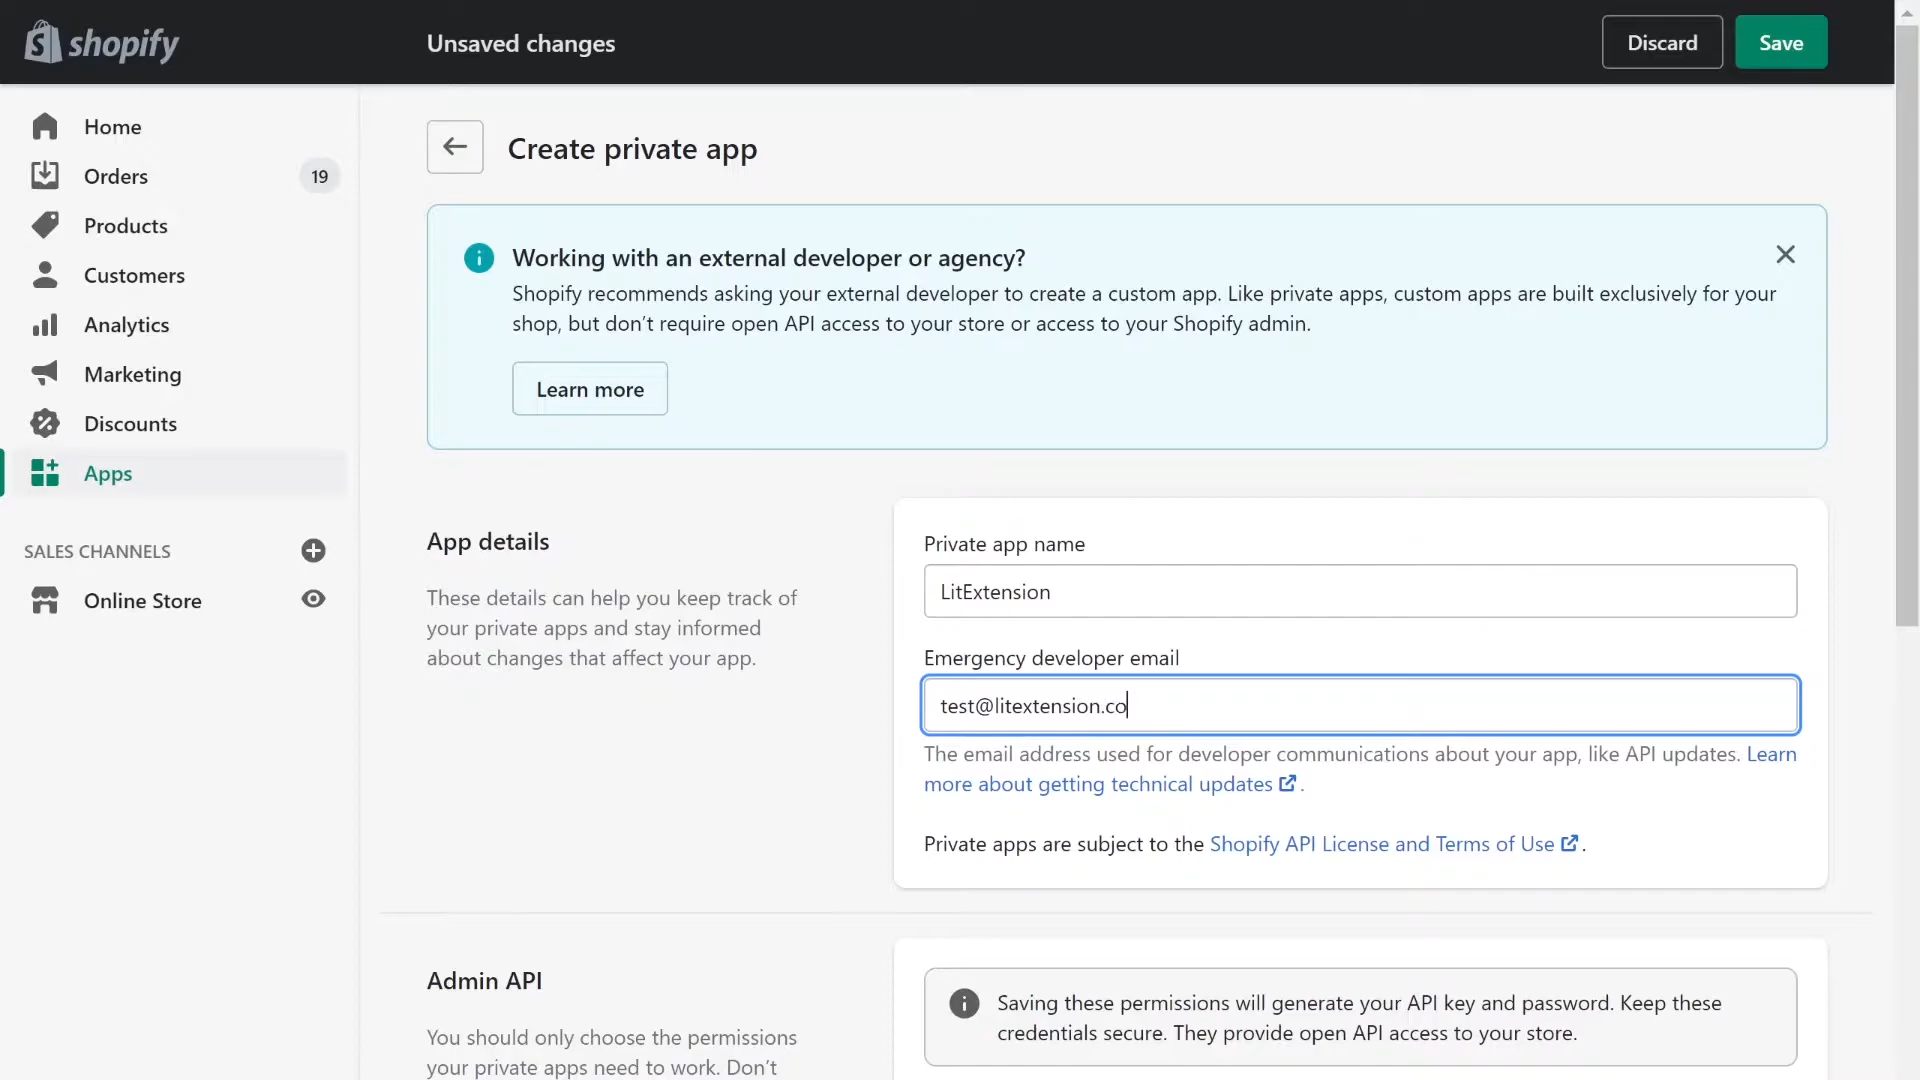 shopify
Unsaved changes
Discard
Save
Home
Orders
19
Products
Customers
Analytics
Marketing
Discounts
Apps
SALES CHANNELS
Online Store
Create private app
Working with an external developer or agency?
Shopify recommends asking your external developer to create a custom app. Like private apps, custom apps are built exclusively for your
shop, but don’t require open API access to your store or access to your Shopify admin.
Learn more
App details
These details can help you keep track of
your private apps and stay informed
about changes that affect your app.
Private app name
LitExtension
Emergency developer email
test@litextension.co
The email address used for developer communications about your app, like API updates. Learn
more about getting technical updates.
Private apps are subject to the Shopify API License and Terms of Use.
Admin API
You should only choose the permissions
your private apps need to work. Don’t
Saving these permissions will generate your API key and password. Keep these
credentials secure. They provide open API access to your store.